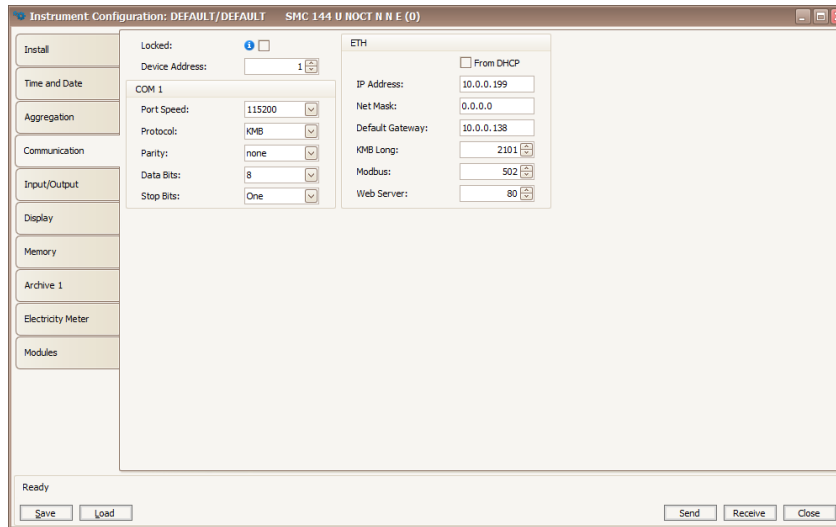 Instrument Configuration: DEFAULT/DEFAULT SMC 144 U NOCT N N E (0)
Install
Time and Date
Aggregation
Communication
Input/Output
Display
Memory
Archive 1
Electricity Meter
Modules
Locked:
Device Address: 1
COM 1
Port Speed: 115200
Protocol: KMB
Parity: none
Data Bits: 8
Stop Bits: One
ETH
From DHCP
IP Address: 10.0.0.199
Net Mask: 0.0.0.0
Default Gateway: 10.0.0.138
KMB Long: 2101
Modbus: 502
Web Server: 80
Ready
Save Load Send Receive Close